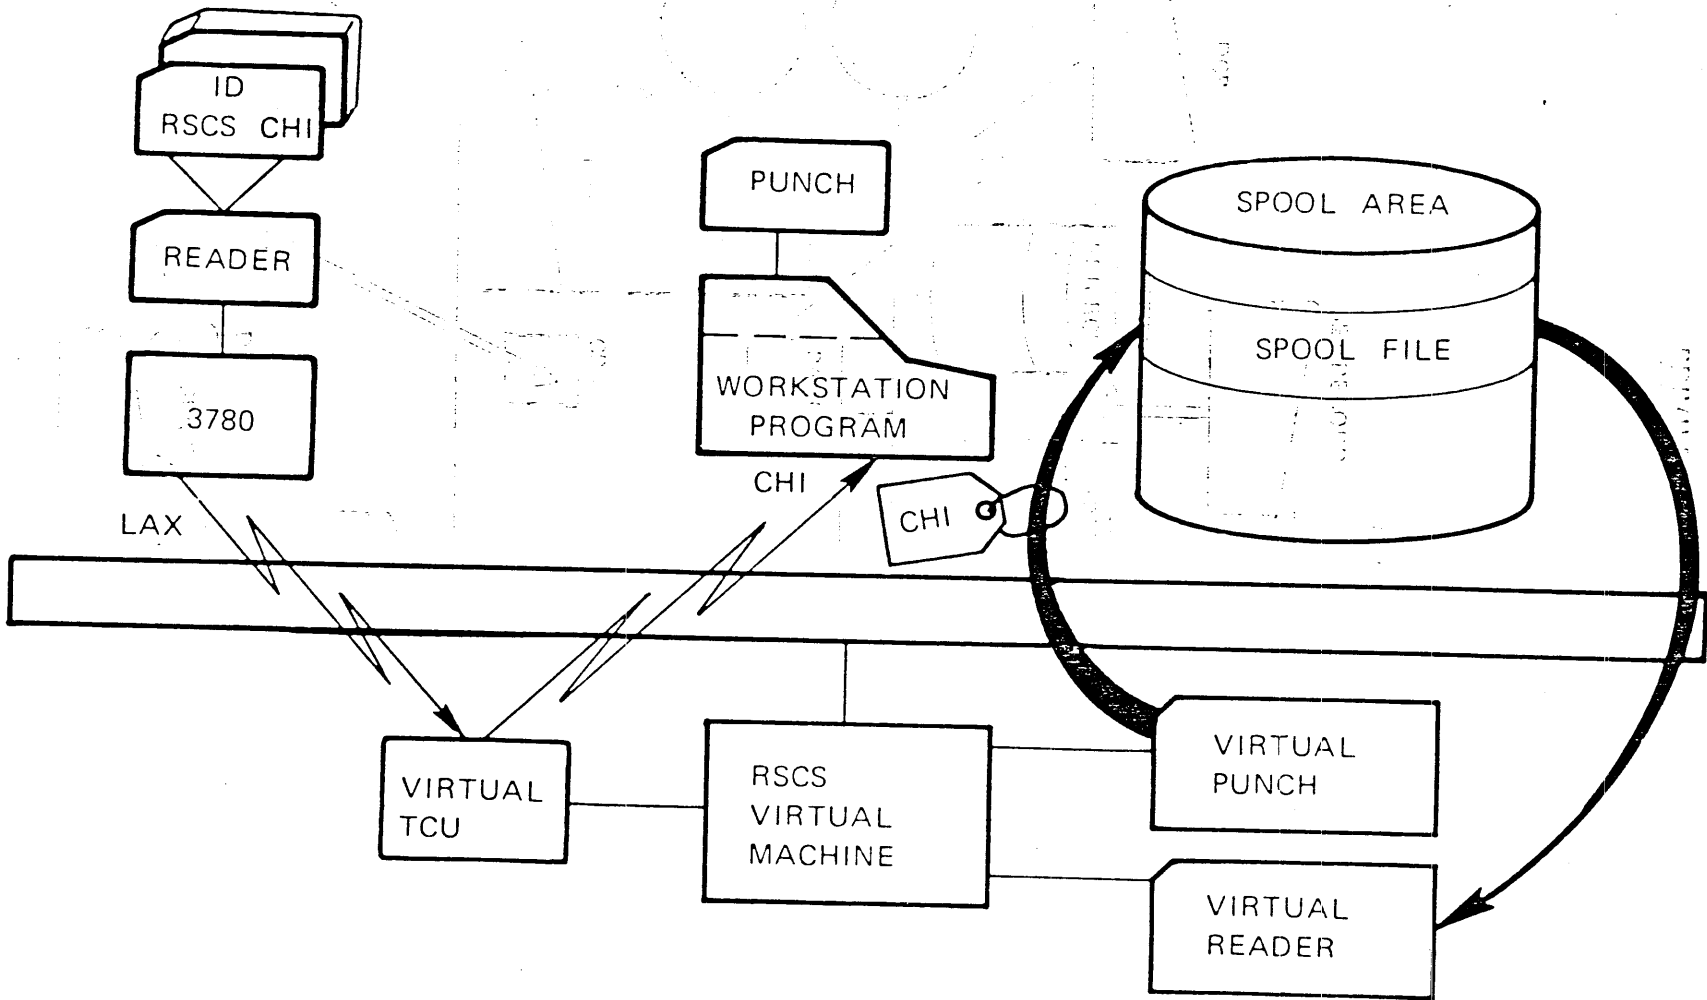 ID
RSCS CHI
READER
3780
LAX
PUNCH
WORKSTATION
PROGRAM
CHI
CHI
SPOOL AREA
SPOOL FILE
VIRTUAL
TCU
RSCS
VIRTUAL
MACHINE
VIRTUAL
PUNCH
VIRTUAL
READER